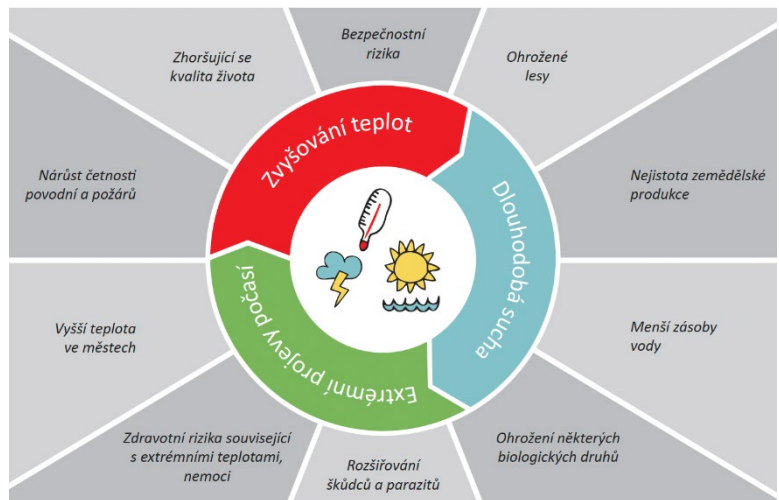 Bezpečnostní
rizika
Ohrožené
lesy
Nejistota zemědělské
produkce
Menší zásoby
vody
Ohrožení některých
biologických druhů
Rozšiřování
škůdců a parazitů
Zdravotní rizika související
s extrémními teplotami,
nemoci
Vyšší teplota
ve městech
Nárůst četnosti
povodní a požárů
Zhoršující se
kvalita života
Zvyšování teplot
Dlouhodobá sucha
Extrémní projevy počasí